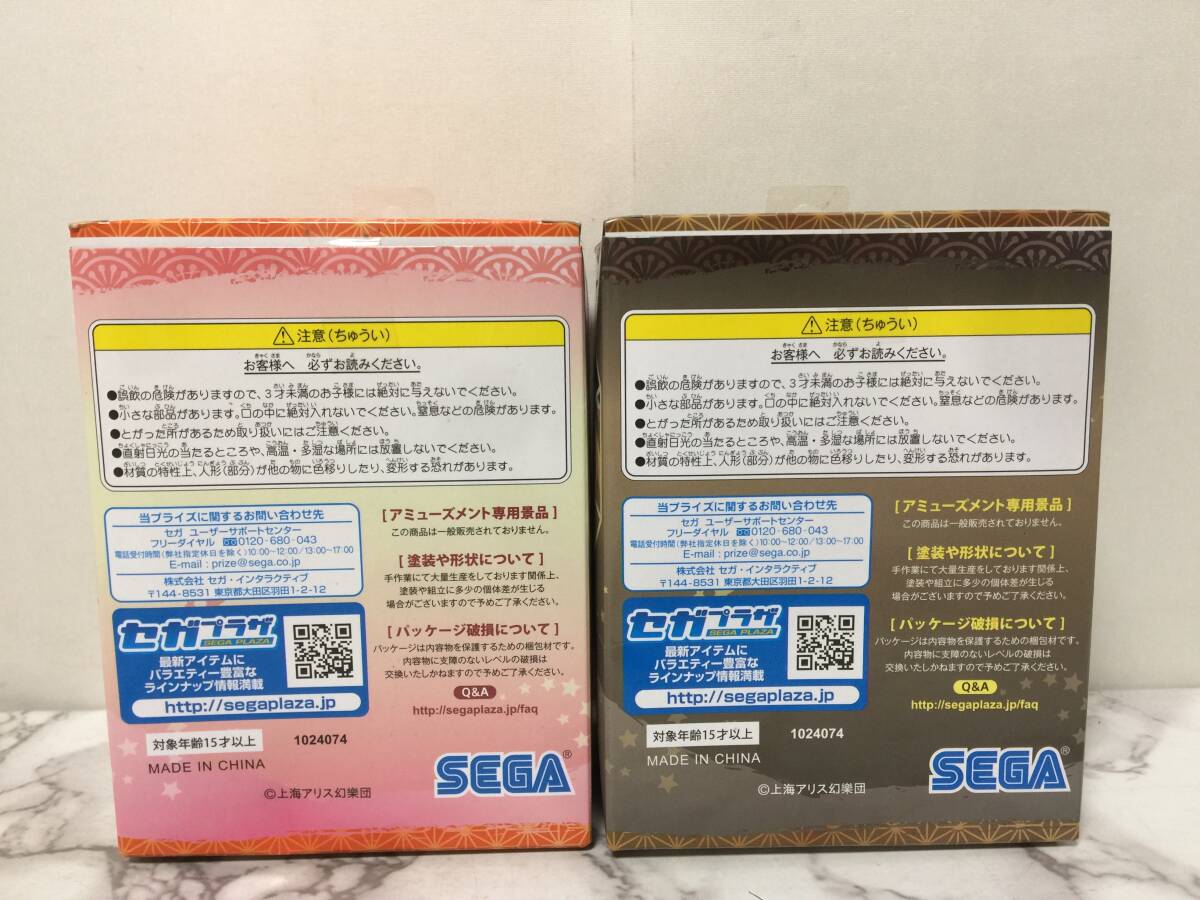 注意(ちゅうい)
お客様へ 必ずお読みください。
●誤飲の危険がありますので、3才未満のお子様には絶対に与えないでください。
●小さな部品があります。口の中に絶対入れないでください。窒息などの危険があります。
●とがった所があるため取り扱いにはご注意ください。
●直射日光の当たるところや、高温・多湿な場所には放置しないでください。
●材質の特性上、人形(部分)が他の物に色移りしたり、変形する恐れがあります。
当プライズに関するお問い合わせ先
セガ ユーザーサポートセンター
フリーダイヤル 0120-680-043
電話受付時間(弊社指定休日を除く)10:00~12:00/13:00~17:00
E-mail : prize@sega.co.jp
株式会社 セガ・インタラクティブ
〒144-8531 東京都大田区羽田1-2-12
セガプラザ
SEGA PLAZA
最新アイテムに
バラエティー豊富な
ラインナップ情報満載
http://segaplaza.jp
[アミューズメント専用景品]
この商品は一般販売されておりません。
[塗装や形状について]
手作業にて大量生産をしております関係上、
塗装や組立に多少の個体差が生じる
場合がございますので予めご了承ください。
[パッケージ破損について]
パッケージは内容物を保護するための梱包材です。
内容物に支障のないレベルの破損は
交換いたしかねますので予めご了承ください。
Q&A
http://segaplaza.jp/faq
対象年齢15才以上
1024074
MADE IN CHINA
SEGA®
©上海アリス幻樂団
注意(ちゅうい)
お客様へ 必ずお読みください。
●誤飲の危険がありますので、3才未満のお子様には絶対に与えないでください。
●小さな部品があります。口の中に絶対入れないでください。窒息などの危険があります。
●とがった所があるため取り扱いにはご注意ください。
●直射日光の当たるところや、高温・多湿な場所には放置しないでください。
●材質の特性上、人形(部分)が他の物に色移りしたり、変形する恐れがあります。
当プライズに関するお問い合わせ先
セガ ユーザーサポートセンター
フリーダイヤル 0120-680-043
電話受付時間(弊社指定休日を除く)10:00~12:00/13:00~17:00
E-mail : prize@sega.co.jp
株式会社 セガ・インタラクティブ
〒144-8531 東京都大田区羽田1-2-12
セガプラザ
SEGA PLAZA
最新アイテムに
バラエティー豊富な
ラインナップ情報満載
http://segaplaza.jp
[アミューズメント専用景品]
この商品は一般販売されておりません。
[塗装や形状について]
手作業にて大量生産をしております関係上、
塗装や組立に多少の個体差が生じる
場合がございますので予めご了承ください。
[パッケージ破損について]
パッケージは内容物を保護するための梱包材です。
内容物に支障のないレベルの破損は
交換いたしかねますので予めご了承ください。
Q&A
http://segaplaza.jp/faq
対象年齢15才以上
1024074
MADE IN CHINA
SEGA®
©上海アリス幻樂団